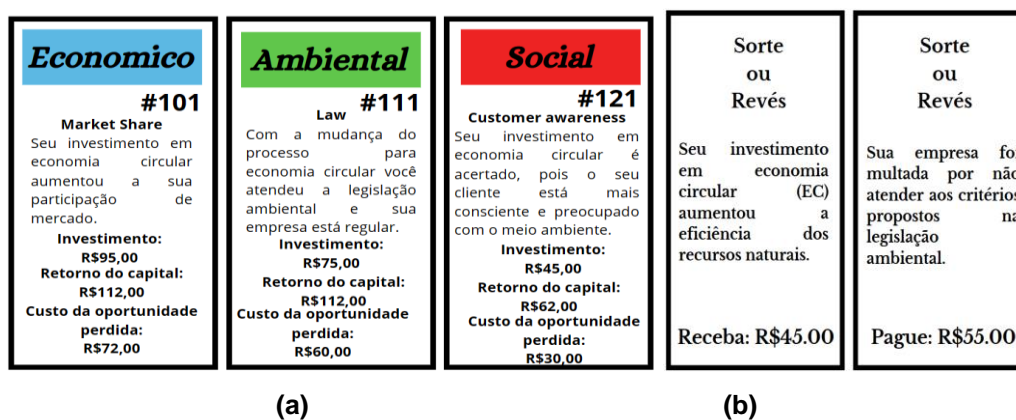 Economico
#101
Market Share
Seu investimento em
economia circular
aumentou a sua
participação de
mercado.
Investimento:
R$95,00
Retorno do capital:
R$112,00
Custo da oportunidade
perdida:
R$72,00
Ambiental
#111
Law
Com a mudança do
processo para
economia circular você
atendeu a legislação
ambiental e sua
empresa está regular.
Investimento:
R$75,00
Retorno do capital:
R$112,00
Custo da oportunidade
perdida:
R$60,00
Social
#121
Customer awareness
Seu investimento em
economia circular é
acertado, pois o seu
cliente está mais
consciente e preocupado
com o meio ambiente.
Investimento:
R$45,00
Retorno do capital:
R$62,00
Custo da oportunidade
perdida:
R$30,00
(a)
Sorte
ou
Revés
Seu investimento
em economia
circular (EC)
aumentou a
eficiência dos
recursos naturais.
Receba: R$45.00
Sorte
ou
Revés
Sua empresa foi
multada por não
atender aos critérios
propostos na
legislação
ambiental.
Pague: R$55.00
(b)